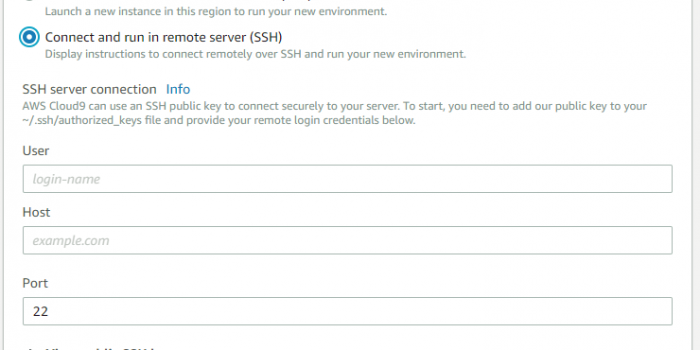 Launch a new instance in this region to run your new environment.
Connect and run in remote server (SSH)
Display instructions to connect remotely over SSH and run your new environment.
SSH server connection Info
AWS Cloud9 can use an SSH public key to connect securely to your server. To start, you need to add our public key to your
~/.ssh/authorized_keys file and provide your remote login credentials below.
User
login-name
Host
example.com
Port
22